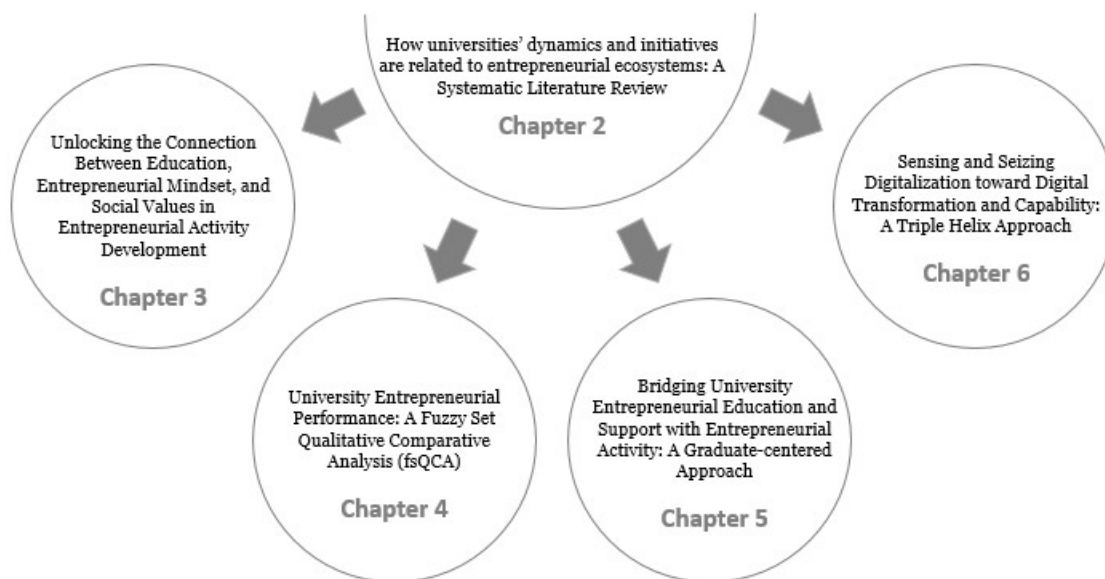 How universities’ dynamics and initiatives
are related to entrepreneurial ecosystems: A
Systematic Literature Review
Chapter 2
Unlocking the Connection
Between Education,
Entrepreneurial Mindset, and
Social Values in
Entrepreneurial Activity
Development
Chapter 3
University Entrepreneurial
Performance: A Fuzzy Set
Qualitative Comparative
Analysis (fsQCA)
Chapter 4
Bridging University
Entrepreneurial Education and
Support with Entrepreneurial
Activity: A Graduate-centered
Approach
Chapter 5
Sensing and Seizing
Digitalization toward Digital
Transformation and Capability:
A Triple Helix Approach
Chapter 6